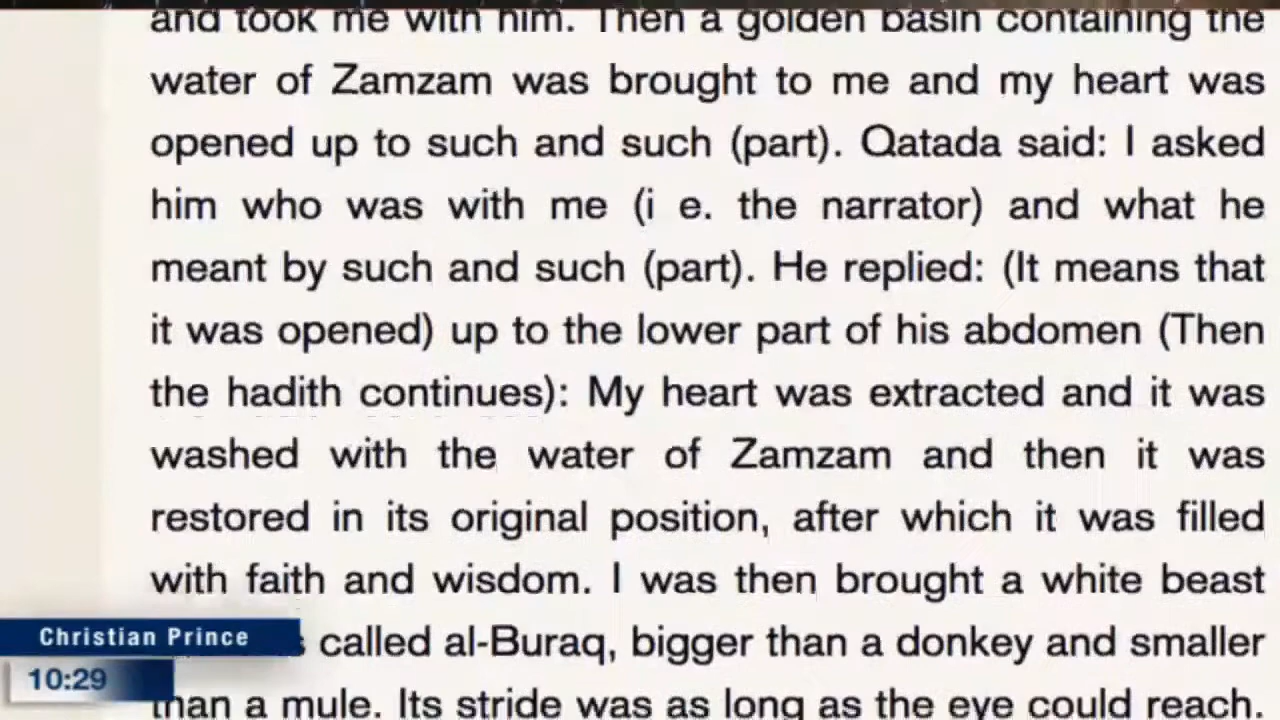 and took me with him. Then a golden basin containing the
water of Zamzam was brought to me and my heart was
opened up to such and such (part). Qatada said: I asked
him who was with me (i e. the narrator) and what he
meant by such and such (part). He replied: (It means that
it was opened) up to the lower part of his abdomen (Then
the hadith continues): My heart was extracted and it was
washed with the water of Zamzam and then it was
restored in its original position, after which it was filled
with faith and wisdom. I was then brought a white beast
called al-Buraq, bigger than a donkey and smaller
than a mule. Its stride was as long as the eye could reach.
Christian Prince
10:29